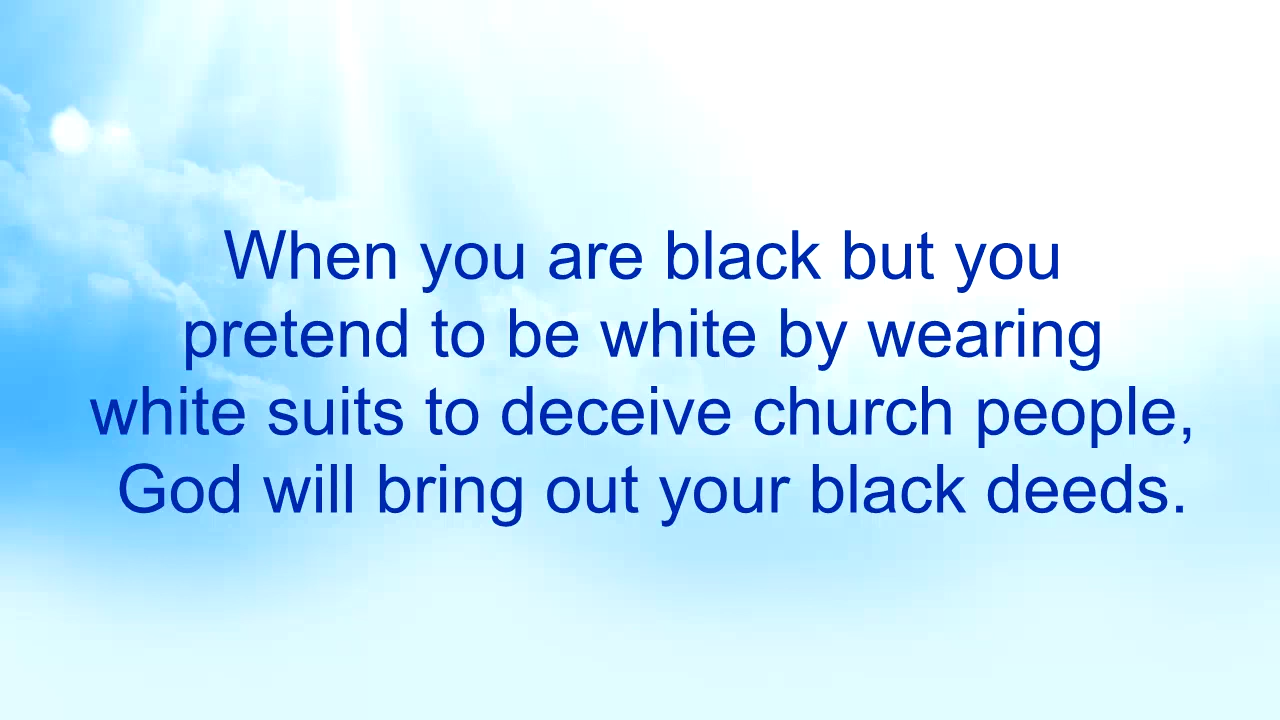 When you are black but you
pretend to be white by wearing
white suits to deceive church people,
God will bring out your black deeds.